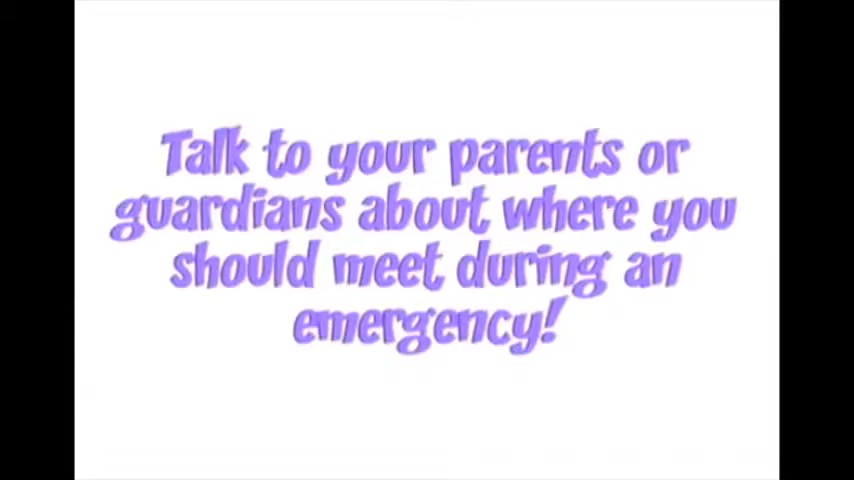 Talk to your parents or
guardians about where you
should meet during an
emergency!